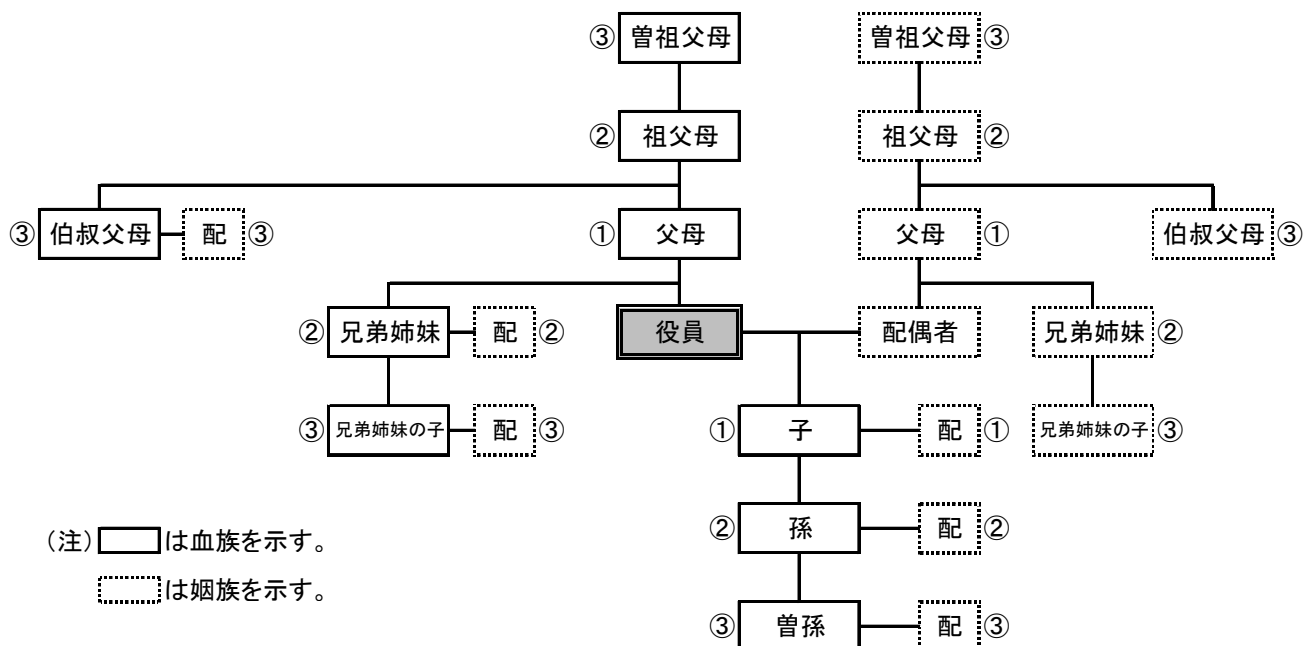 ③ 曽祖父母 曽祖父母 ③
② 祖父母 祖父母 ②
③ 伯叔父母 配 ③ ① 父母 父母 ① 伯叔父母 ③
② 兄弟姉妹 配 ② 役員 配偶者 兄弟姉妹 ②
③ 兄弟姉妹の子 配 ③ ① 子 配 ① 兄弟姉妹の子 ③
② 孫 配 ②
(注) は血族を示す。
は姻族を示す。
③ 曽孫 配 ③